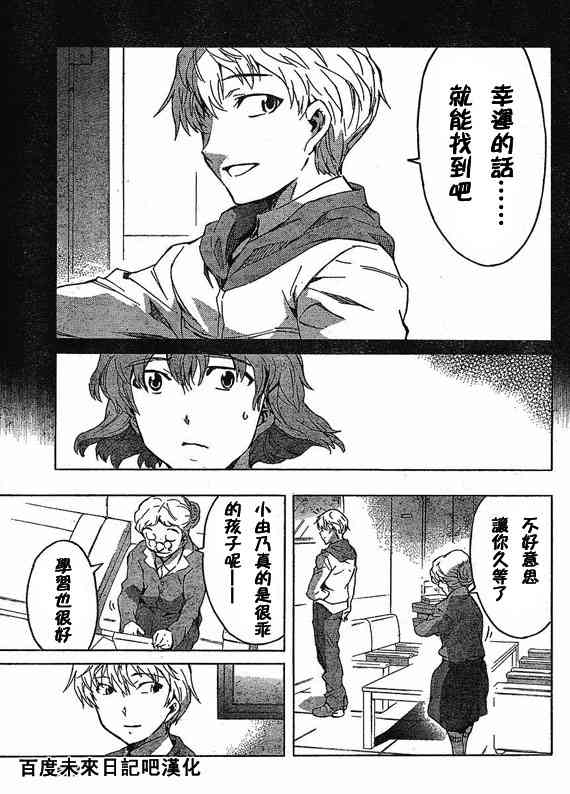 幸運的話……
就能找到吧
不好意思
讓你久等了
小由乃真的是很乖
的孩子呢——
學習也很好
百度未來日記吧漢化